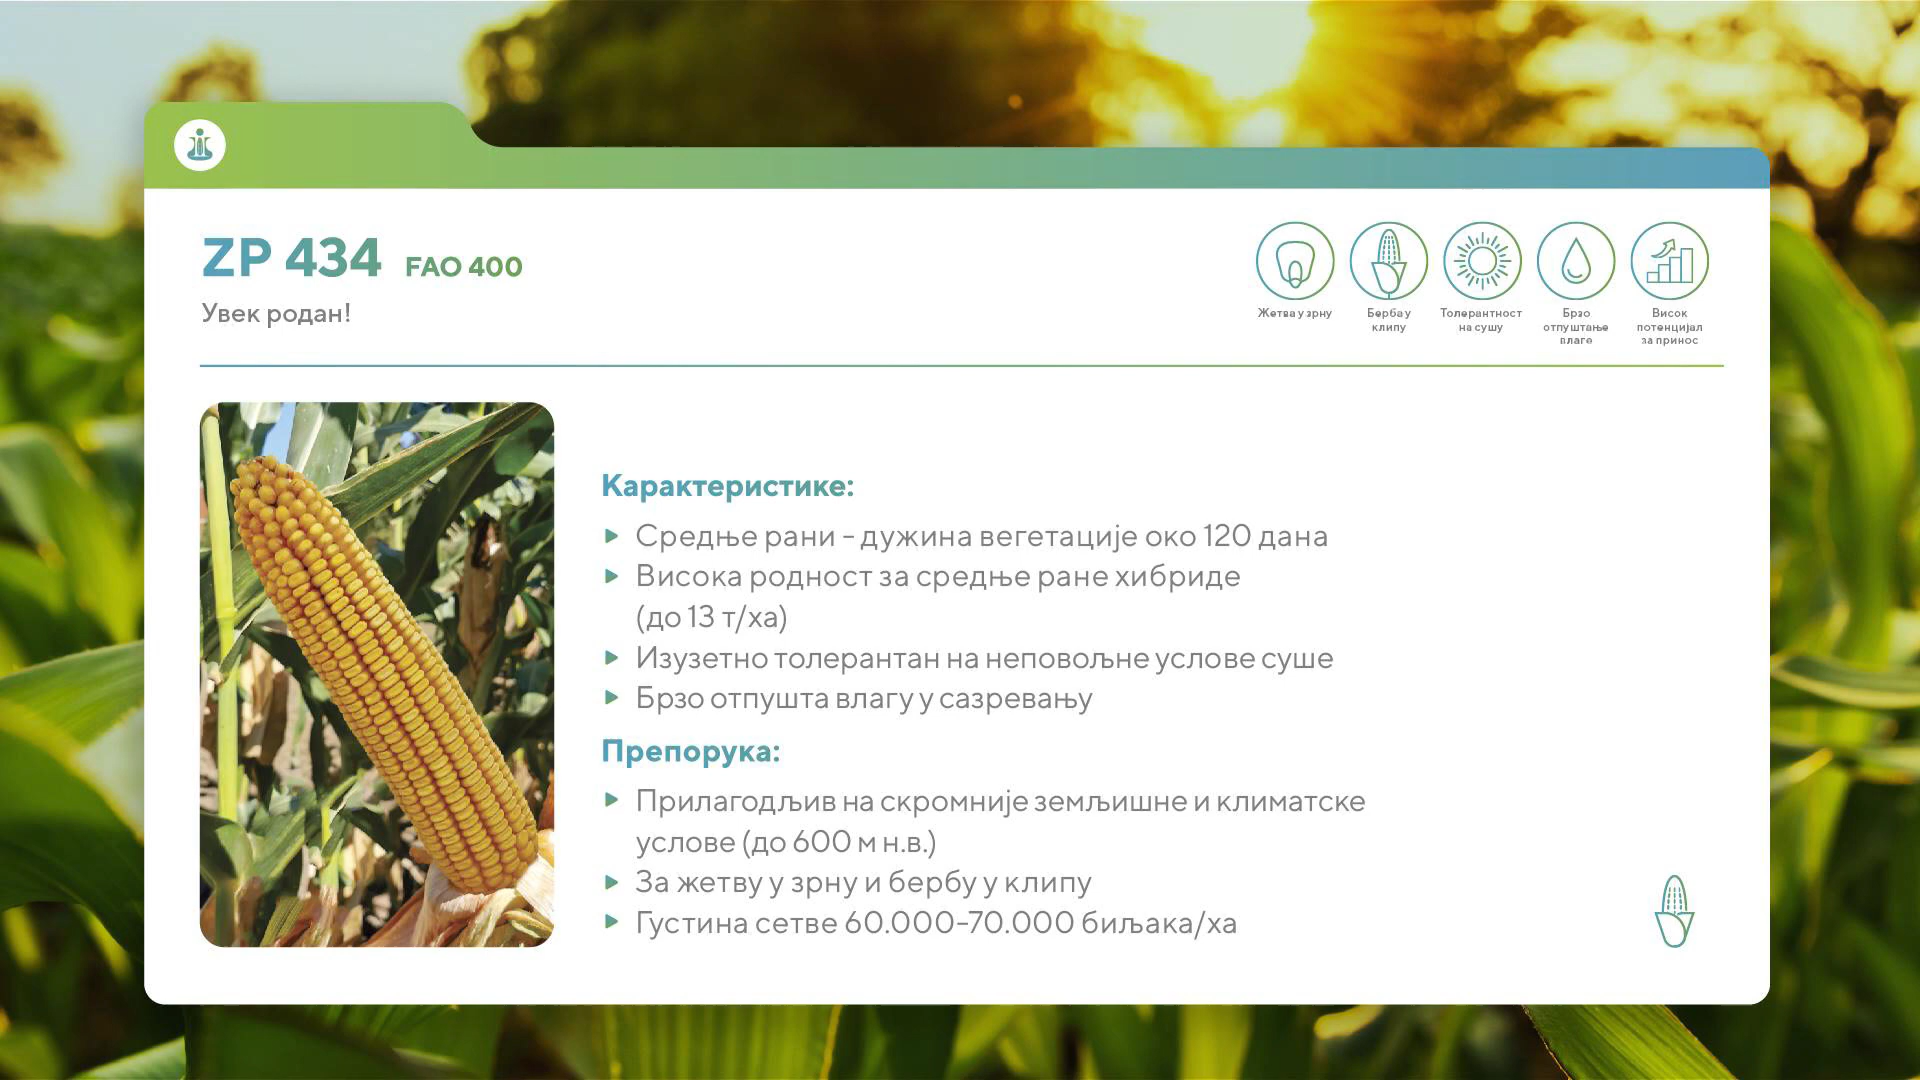 ZP 434 FAO 400
Увек родан!
Жетва у зрну
Берба у
клипу
Толерантност
на сушу
Брзо
отпуштање
влаге
Висок
потенцијал
за принос
Карактеристике:
Средње рани - дужина вегетације око 120 дана
Висока родност за средње ране хибриде
(до 13 т/ха)
Изузетно толерантан на неповољне услове суше
Брзо отпушта влагу у сазревању
Препорука:
Прилагодљив на скромније земљишне и климатске
услове (до 600 м н.в.)
За жетву у зрну и бербу у клипу
Густина сетве 60.000–70.000 биљака/ха